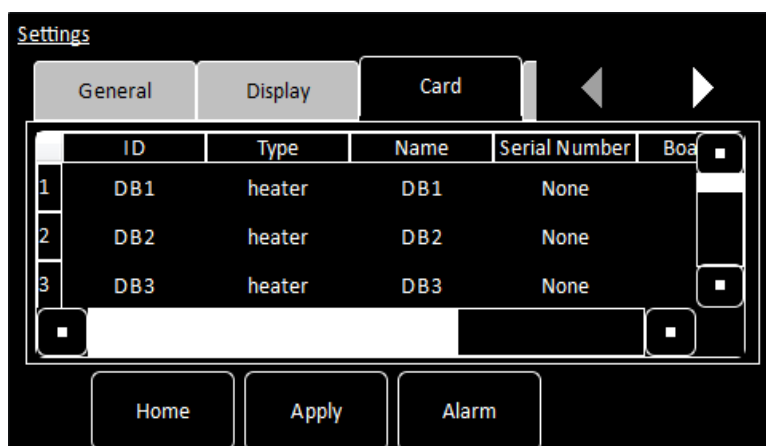 Settings
General Display Card
ID Type Name Serial Number Boa
1 DB1 heater DB1 None
2 DB2 heater DB2 None
3 DB3 heater DB3 None
Home Apply Alarm